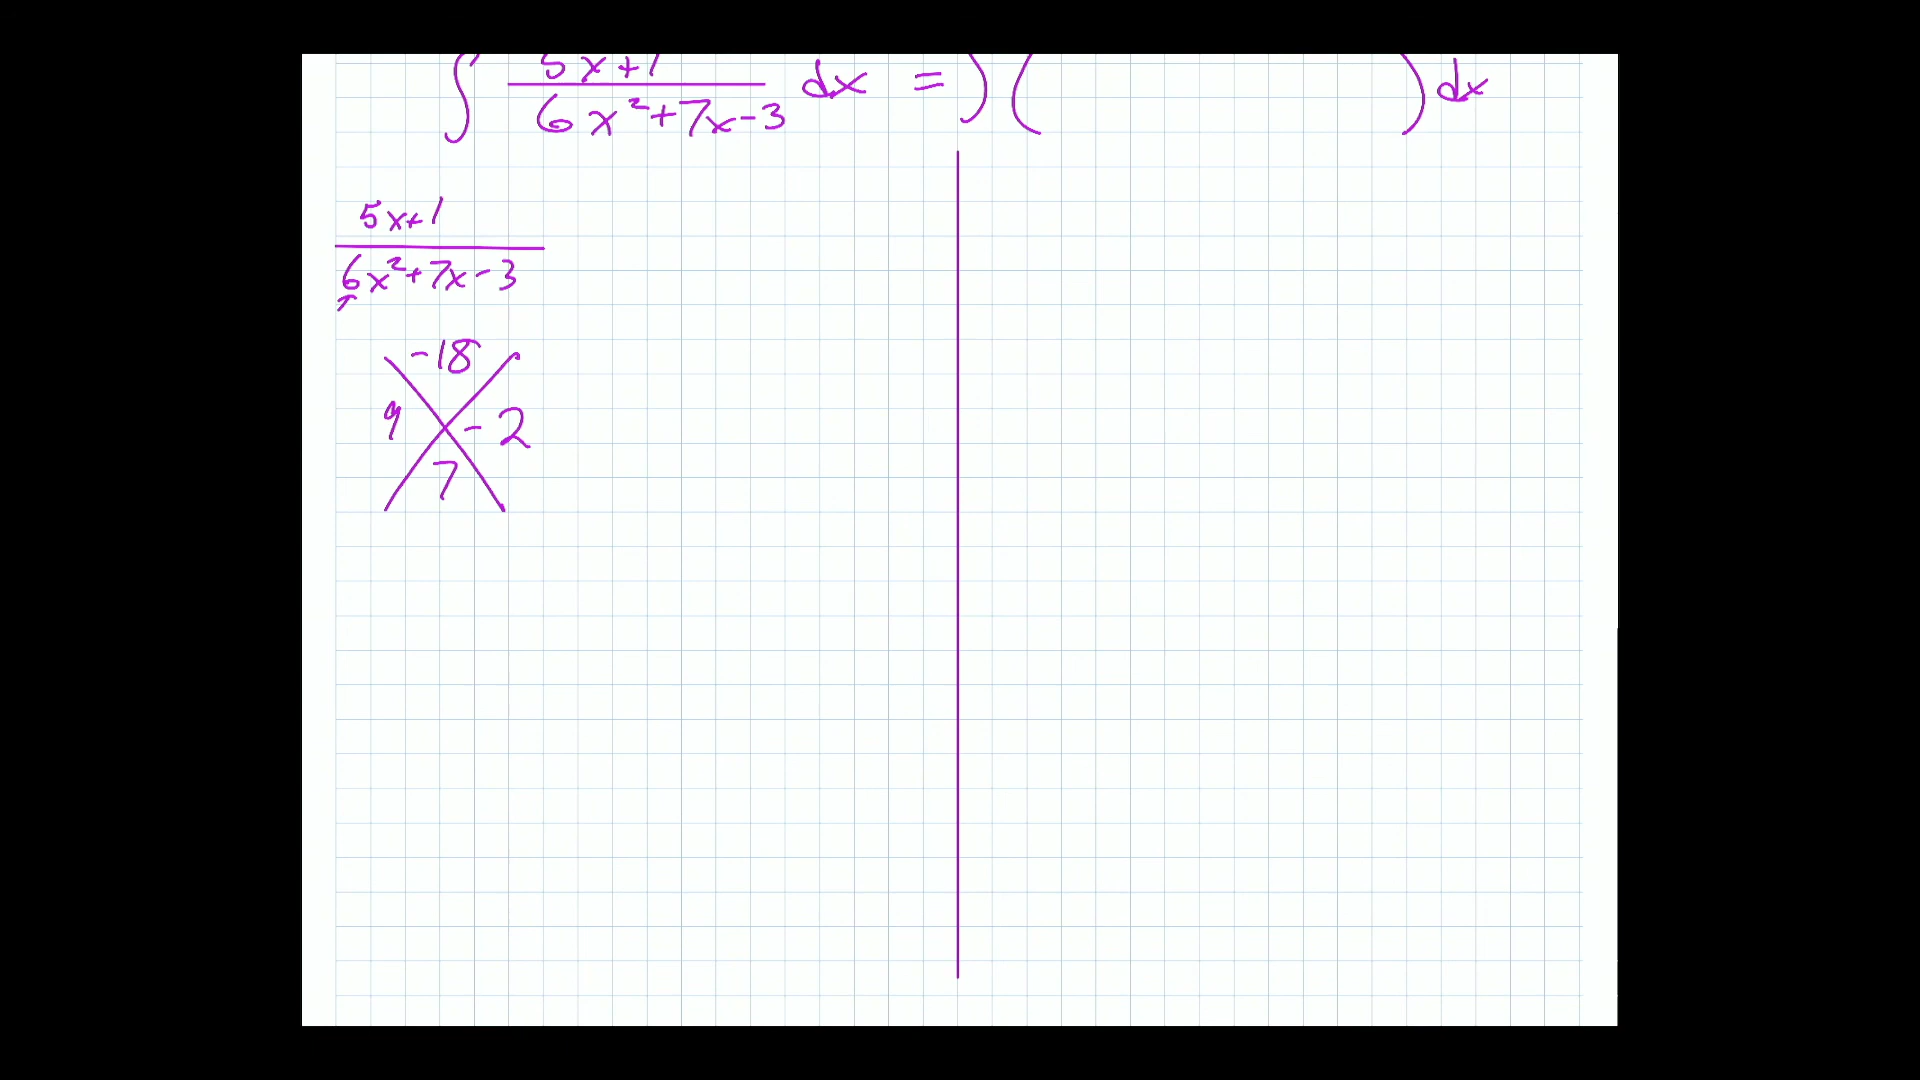 ∫ (5x+1)/(6x²+7x-3) dx = ∫ ( ) dx
5x+1
6x²+7x-3
-18
9 -2
7